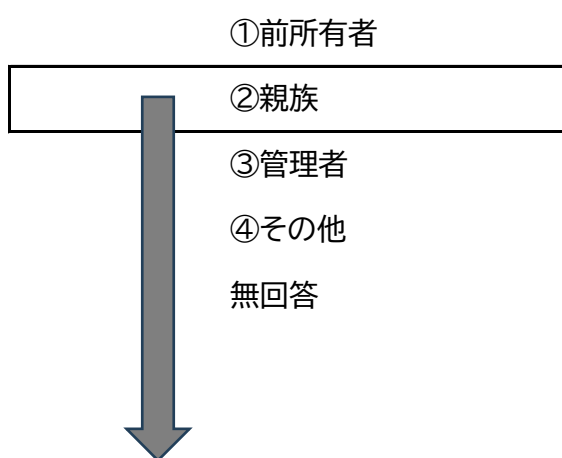 ①前所有者
②親族
③管理者
④その他
無回答